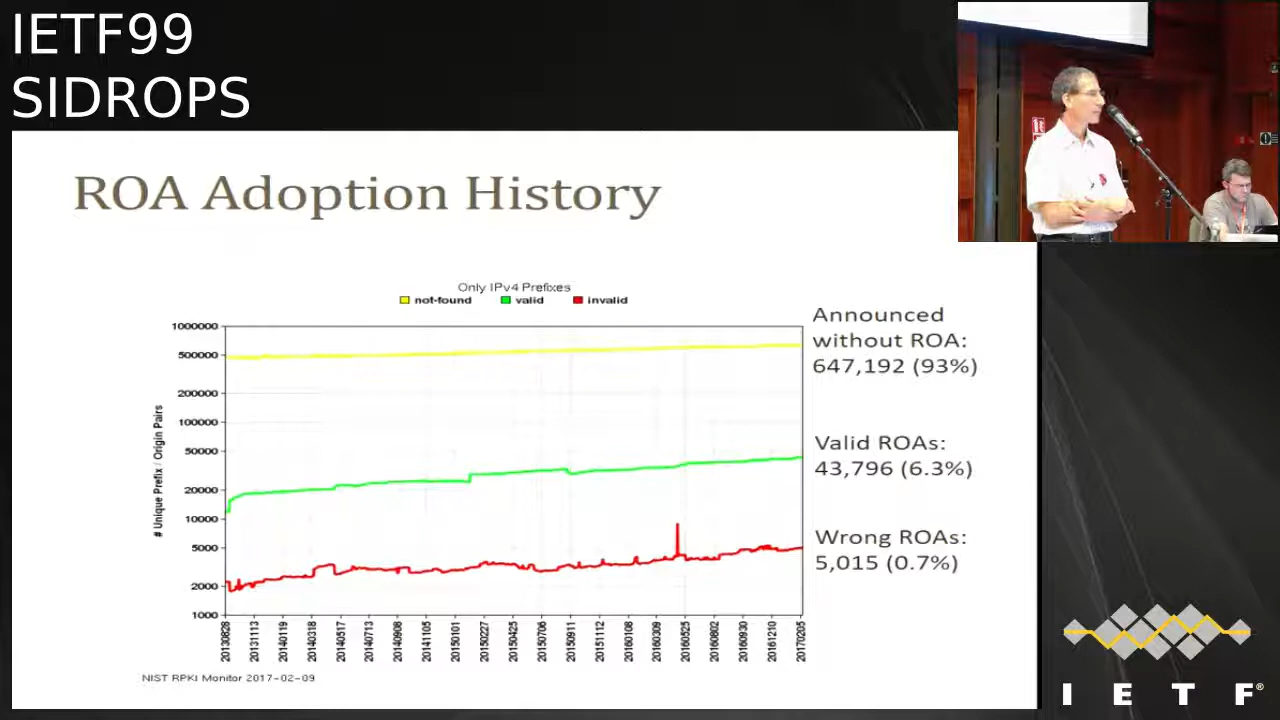 IETF99
SIDROPS
ROA Adoption History
Only IPv4 Prefixes
not-found valid invalid
1000000
500000
200000
100000
50000
20000
10000
5000
2000
1000
# Unique Prefix / Origin Pairs
20130828 20131113 20140119 20140318 20140517 20140713 20140908 20141105 20150101 20150227 20150425 20150706 20150911 20151112 20160108 20160305 20160525 20160802 20160930 20161210 20170205
Announced
without ROA:
647,192 (93%)
Valid ROAs:
43,796 (6.3%)
Wrong ROAs:
5,015 (0.7%)
NIST RPKI Monitor 2017-02-09
I E T F®